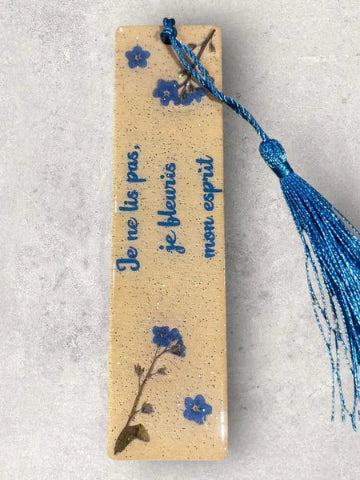 Je ne lis pas,
je fleuris
mon esprit